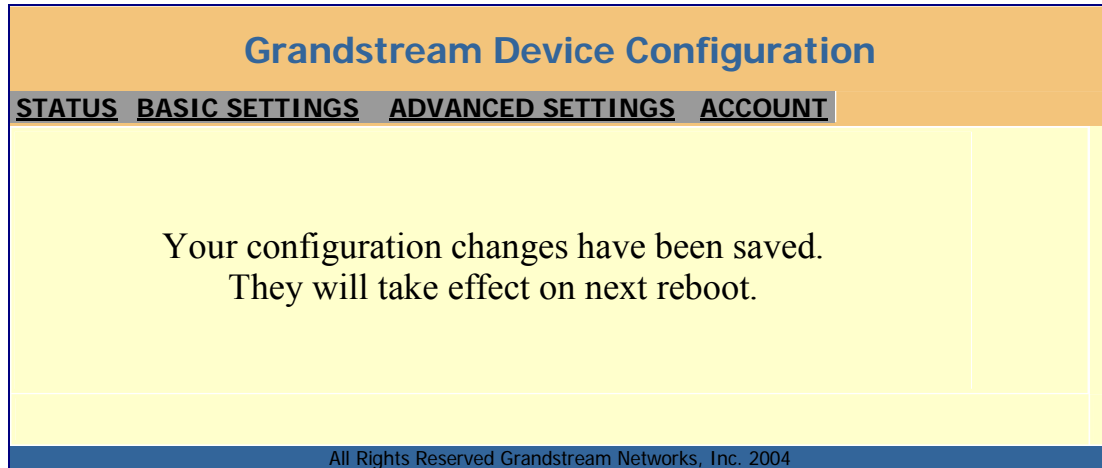 Grandstream Device Configuration
STATUS BASIC SETTINGS ADVANCED SETTINGS ACCOUNT
Your configuration changes have been saved.
They will take effect on next reboot.
All Rights Reserved Grandstream Networks, Inc. 2004